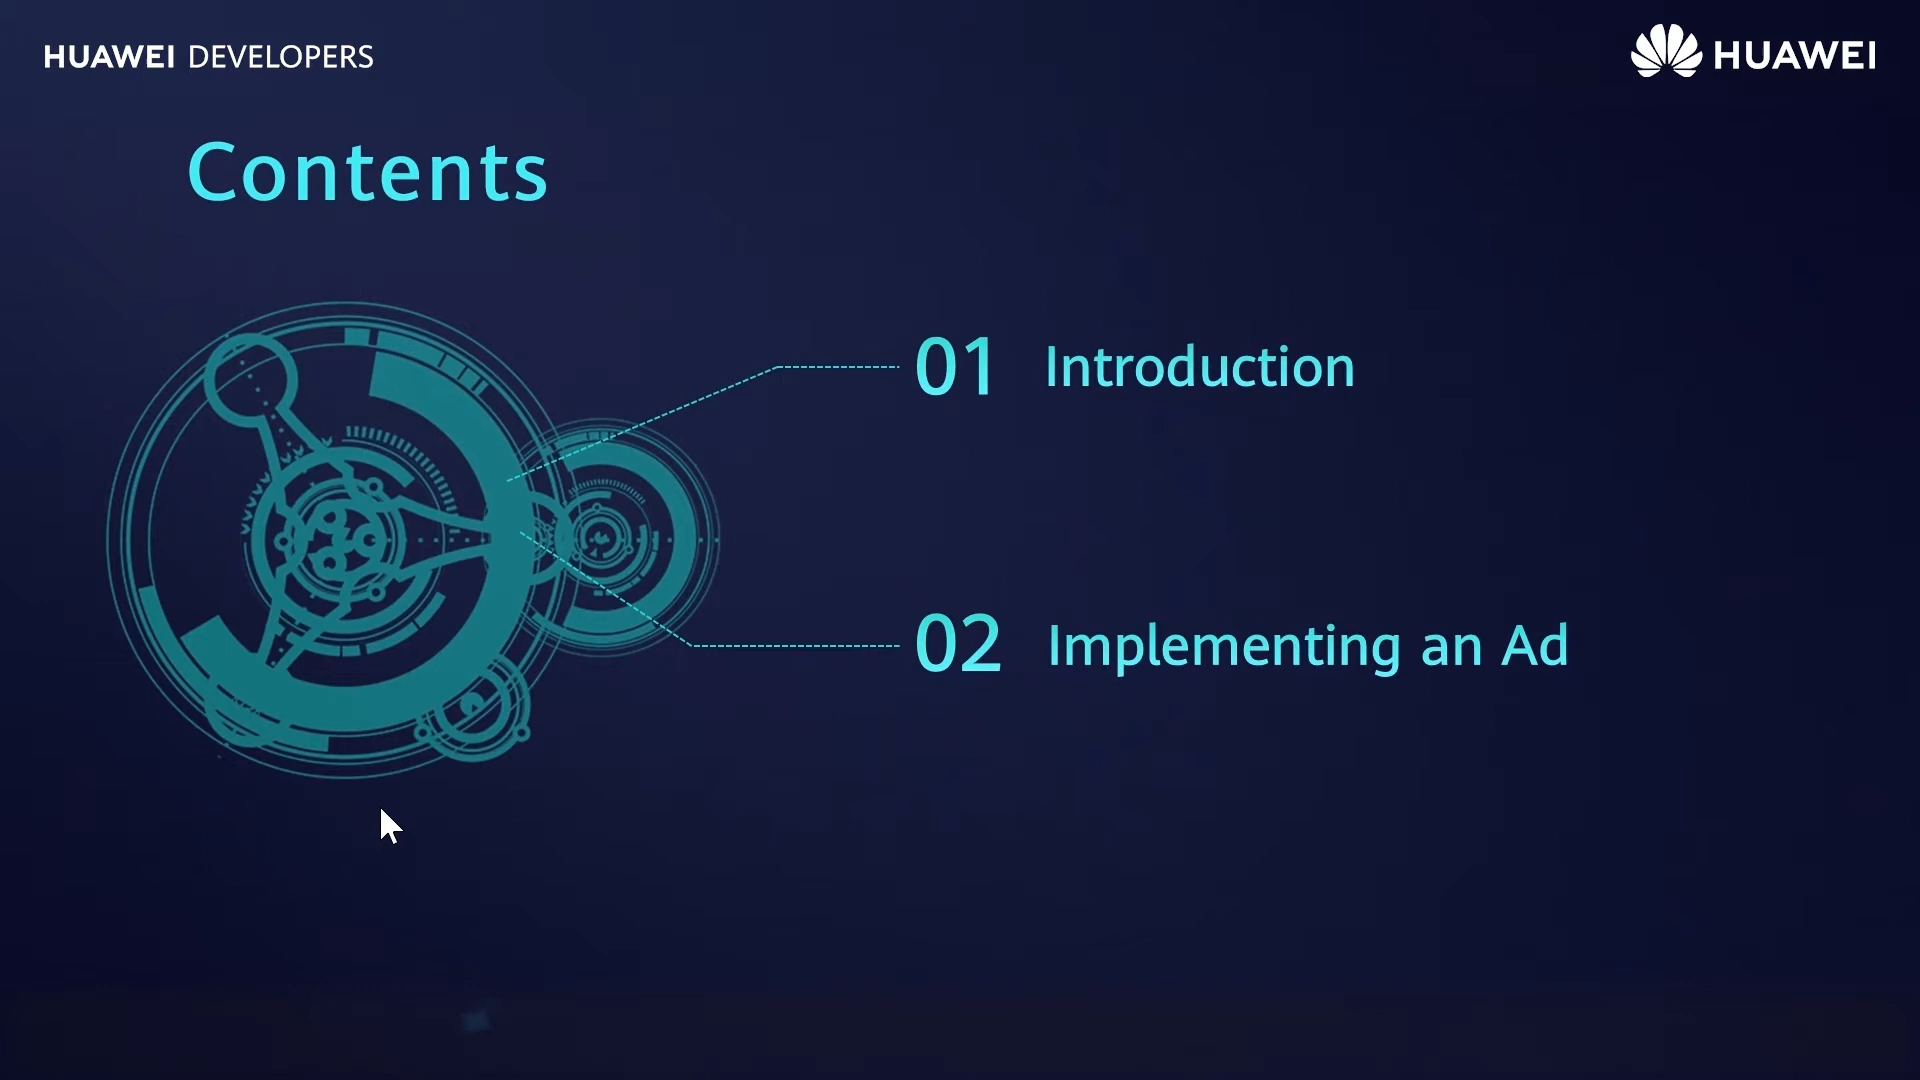 HUAWEI DEVELOPERS
HUAWEI
Contents
01 Introduction
02 Implementing an Ad